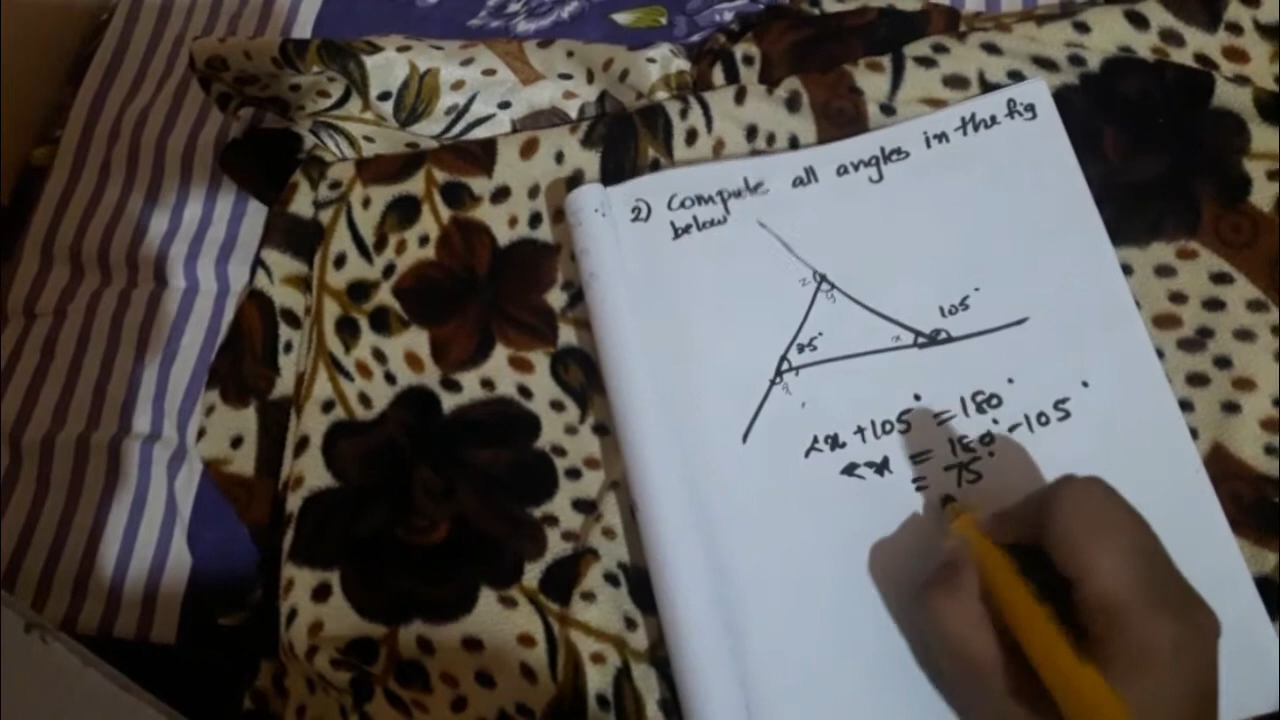 2) Compute all angles in the fig
below
z
y
105°
x
35°
<x +105° = 180°
<x = 180° -105°
= 75°